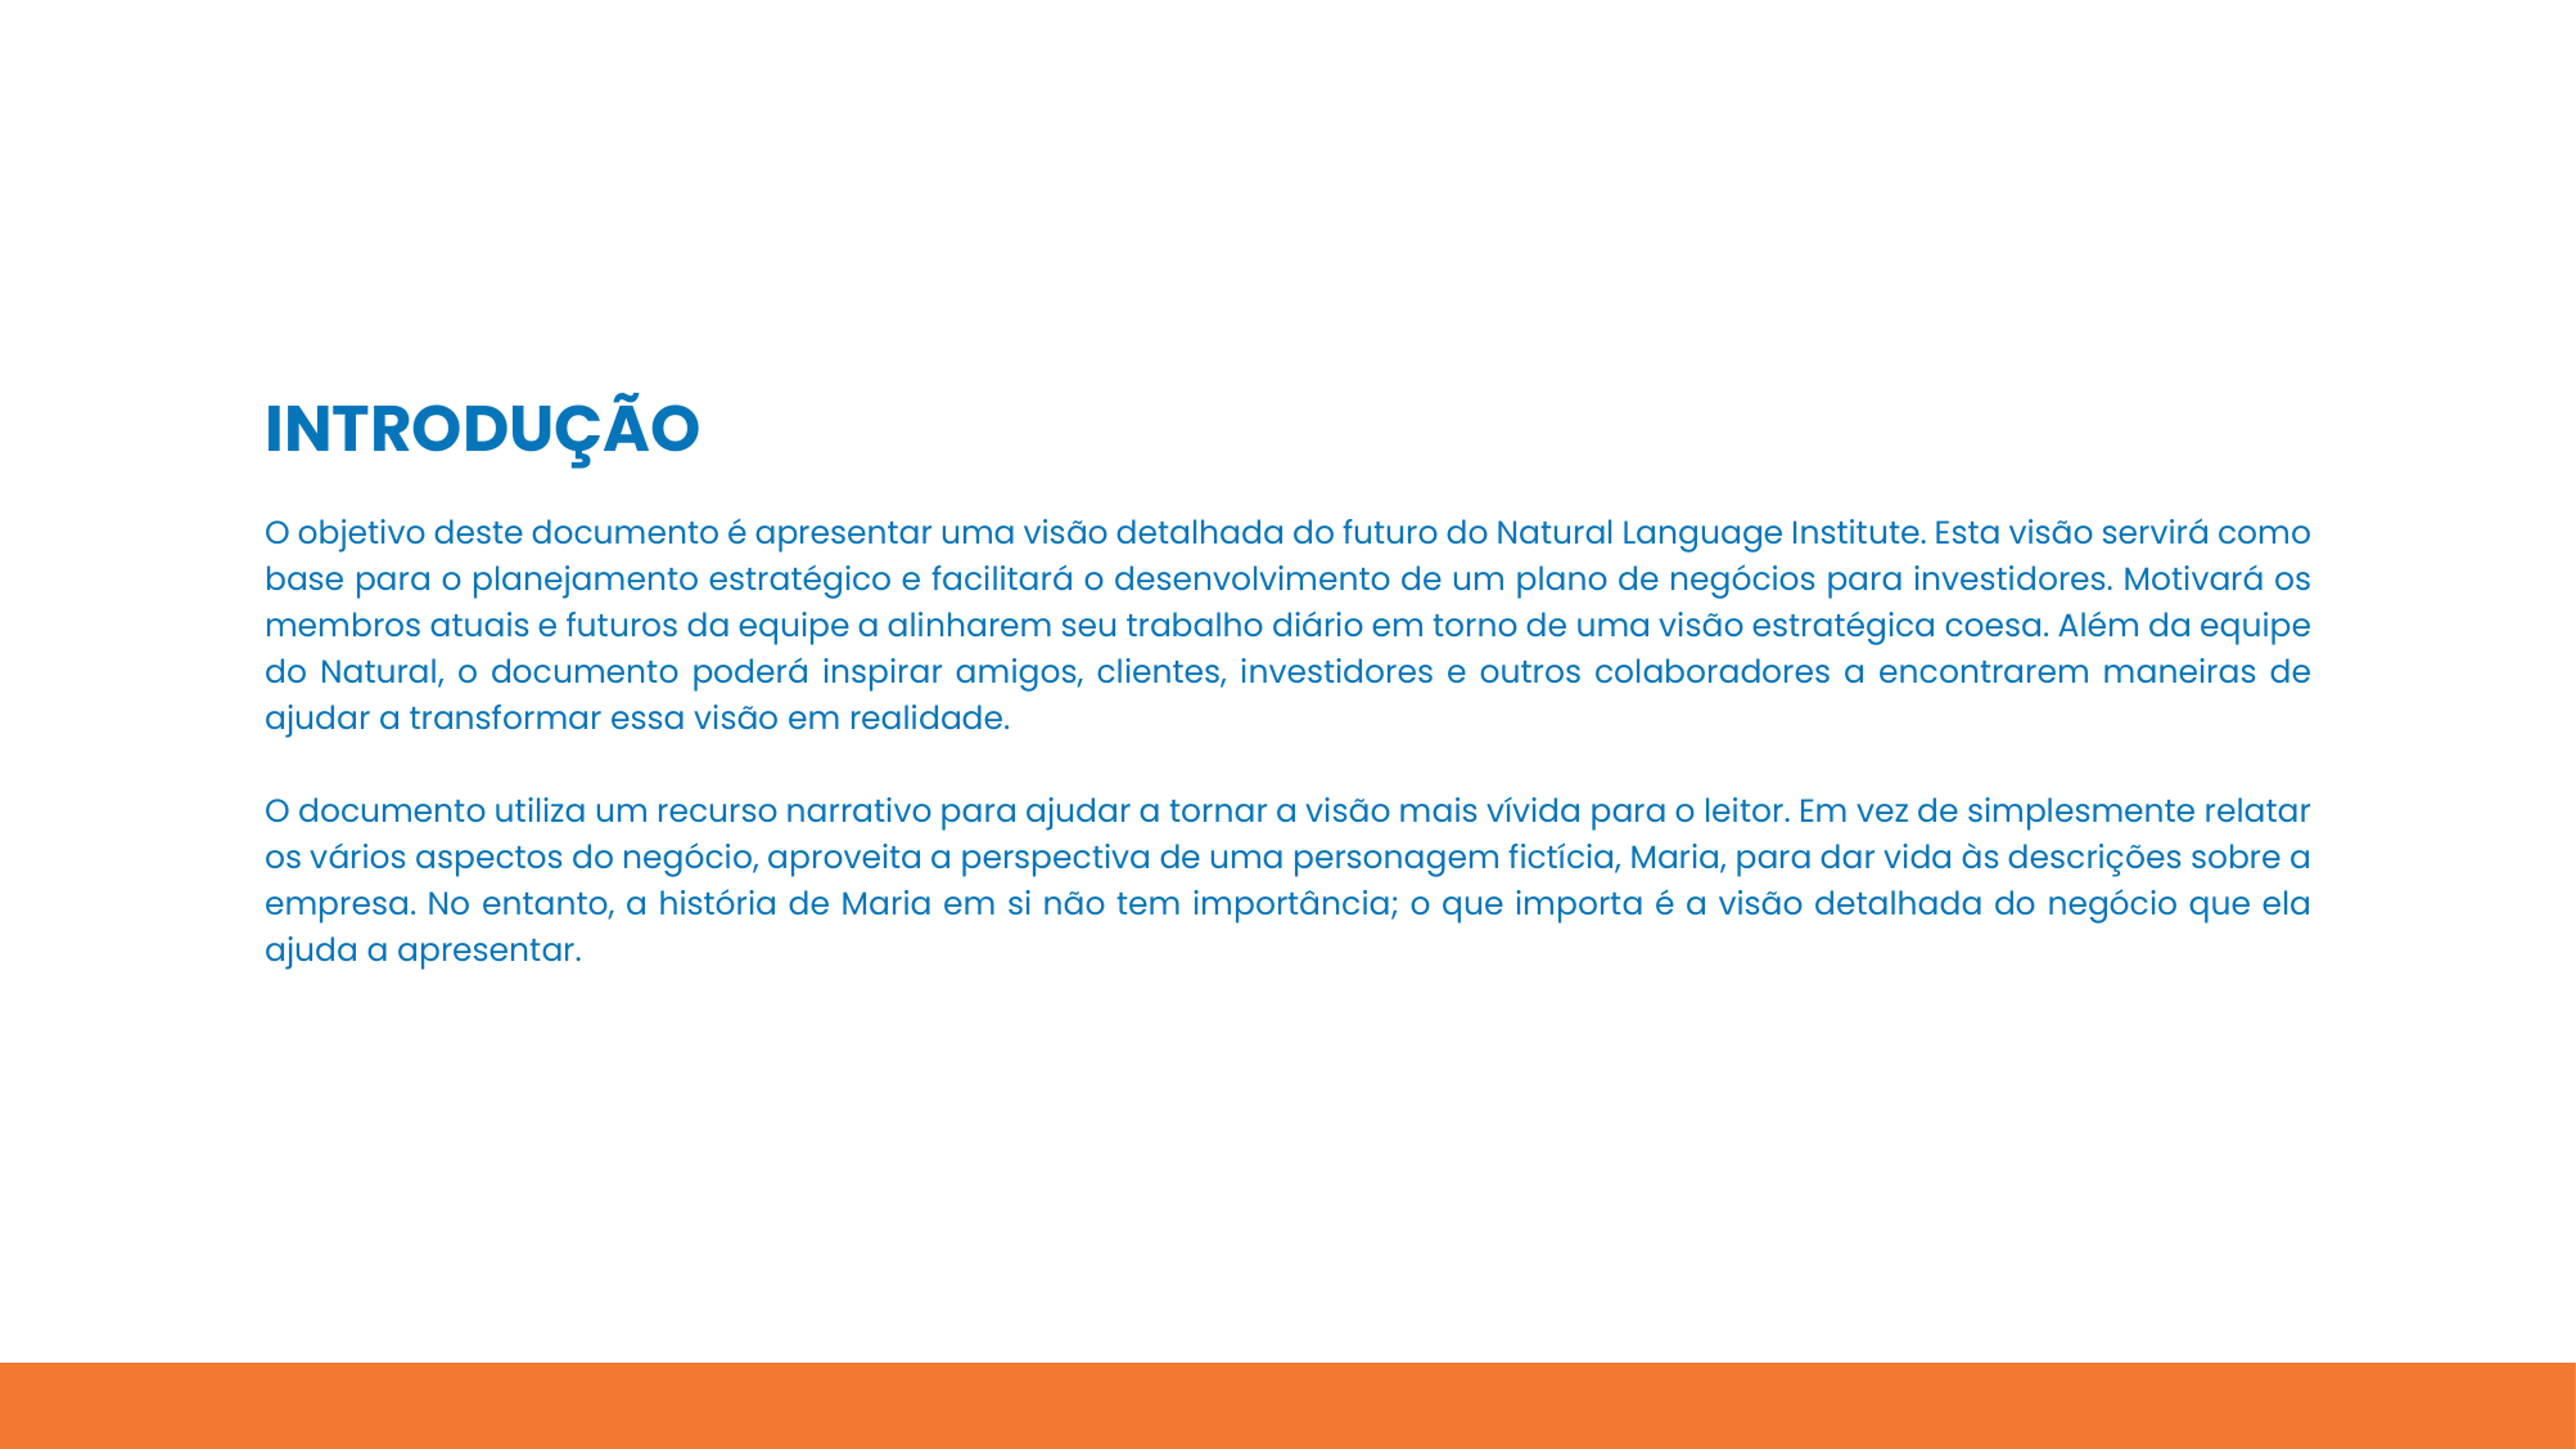 INTRODUÇÃO
O objetivo deste documento é apresentar uma visão detalhada do futuro do Natural Language Institute. Esta visão servirá como
base para o planejamento estratégico e facilitará o desenvolvimento de um plano de negócios para investidores. Motivará os
membros atuais e futuros da equipe a alinharem seu trabalho diário em torno de uma visão estratégica coesa. Além da equipe
do Natural, o documento poderá inspirar amigos, clientes, investidores e outros colaboradores a encontrarem maneiras de
ajudar a transformar essa visão em realidade.
O documento utiliza um recurso narrativo para ajudar a tornar a visão mais vívida para o leitor. Em vez de simplesmente relatar
os vários aspectos do negócio, aproveita a perspectiva de uma personagem fictícia, Maria, para dar vida às descrições sobre a
empresa. No entanto, a história de Maria em si não tem importância; o que importa é a visão detalhada do negócio que ela
ajuda a apresentar.